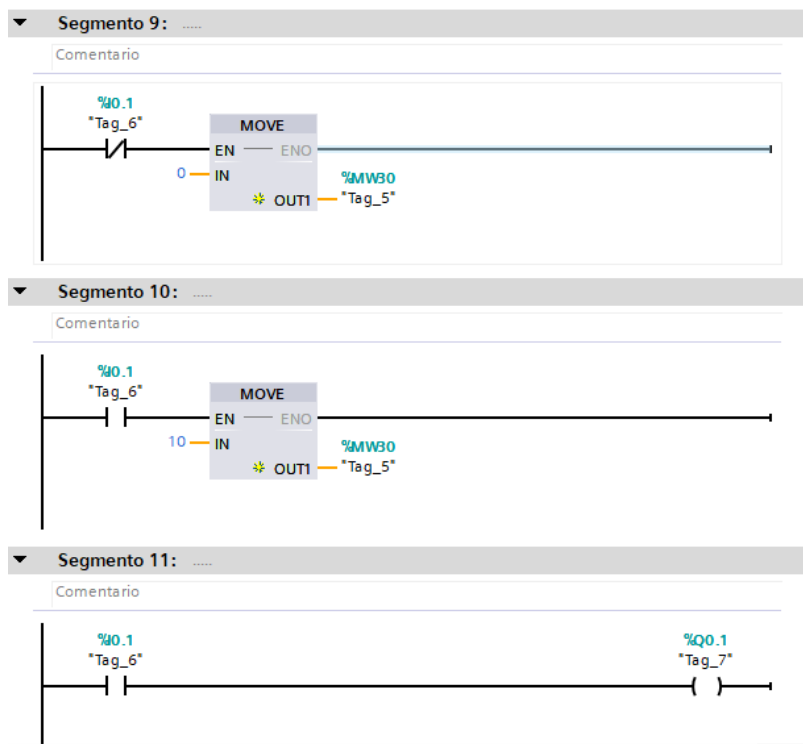 Segmento 9: .....
Comentario
%I0.1
"Tag_6"
MOVE
EN ENO
0 IN
%MW30
OUT1 "Tag_5"
Segmento 10: .....
Comentario
%I0.1
"Tag_6"
MOVE
EN ENO
10 IN
%MW30
OUT1 "Tag_5"
Segmento 11: .....
Comentario
%I0.1 %Q0.1
"Tag_6" "Tag_7"